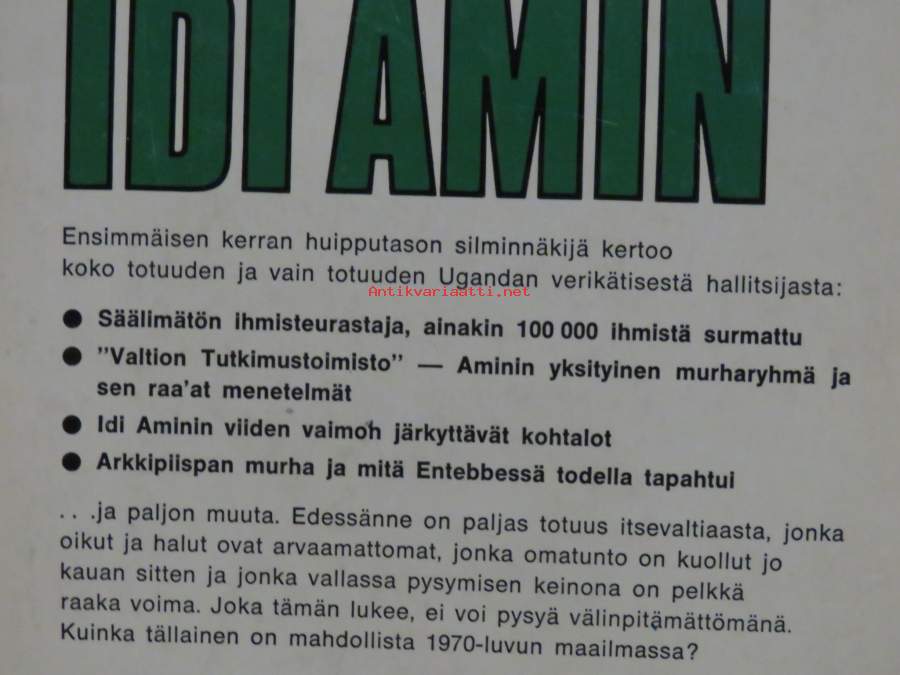 IDI AMIN
Ensimmäisen kerran huipputason silminnäkijä kertoo
koko totuuden ja vain totuuden Ugandan verikätisestä hallitsijasta:
Antikvariaatti.net
● Säälimätön ihmisteurastaja, ainakin 100 000 ihmistä surmattu
● "Valtion Tutkimustoimisto" — Aminin yksityinen murharyhmä ja
sen raa'at menetelmät
● Idi Aminin viiden vaimon järkyttävät kohtalot
● Arkkipiispan murha ja mitä Entebbessä todella tapahtui
. . .ja paljon muuta. Edessänne on paljas totuus itsevaltiaasta, jonka
oikut ja halut ovat arvaamattomat, jonka omatunto on kuollut jo
kauan sitten ja jonka vallassa pysymisen keinona on pelkkä
raaka voima. Joka tämän lukee, ei voi pysyä välinpitämättömänä.
Kuinka tällainen on mahdollista 1970-luvun maailmassa?